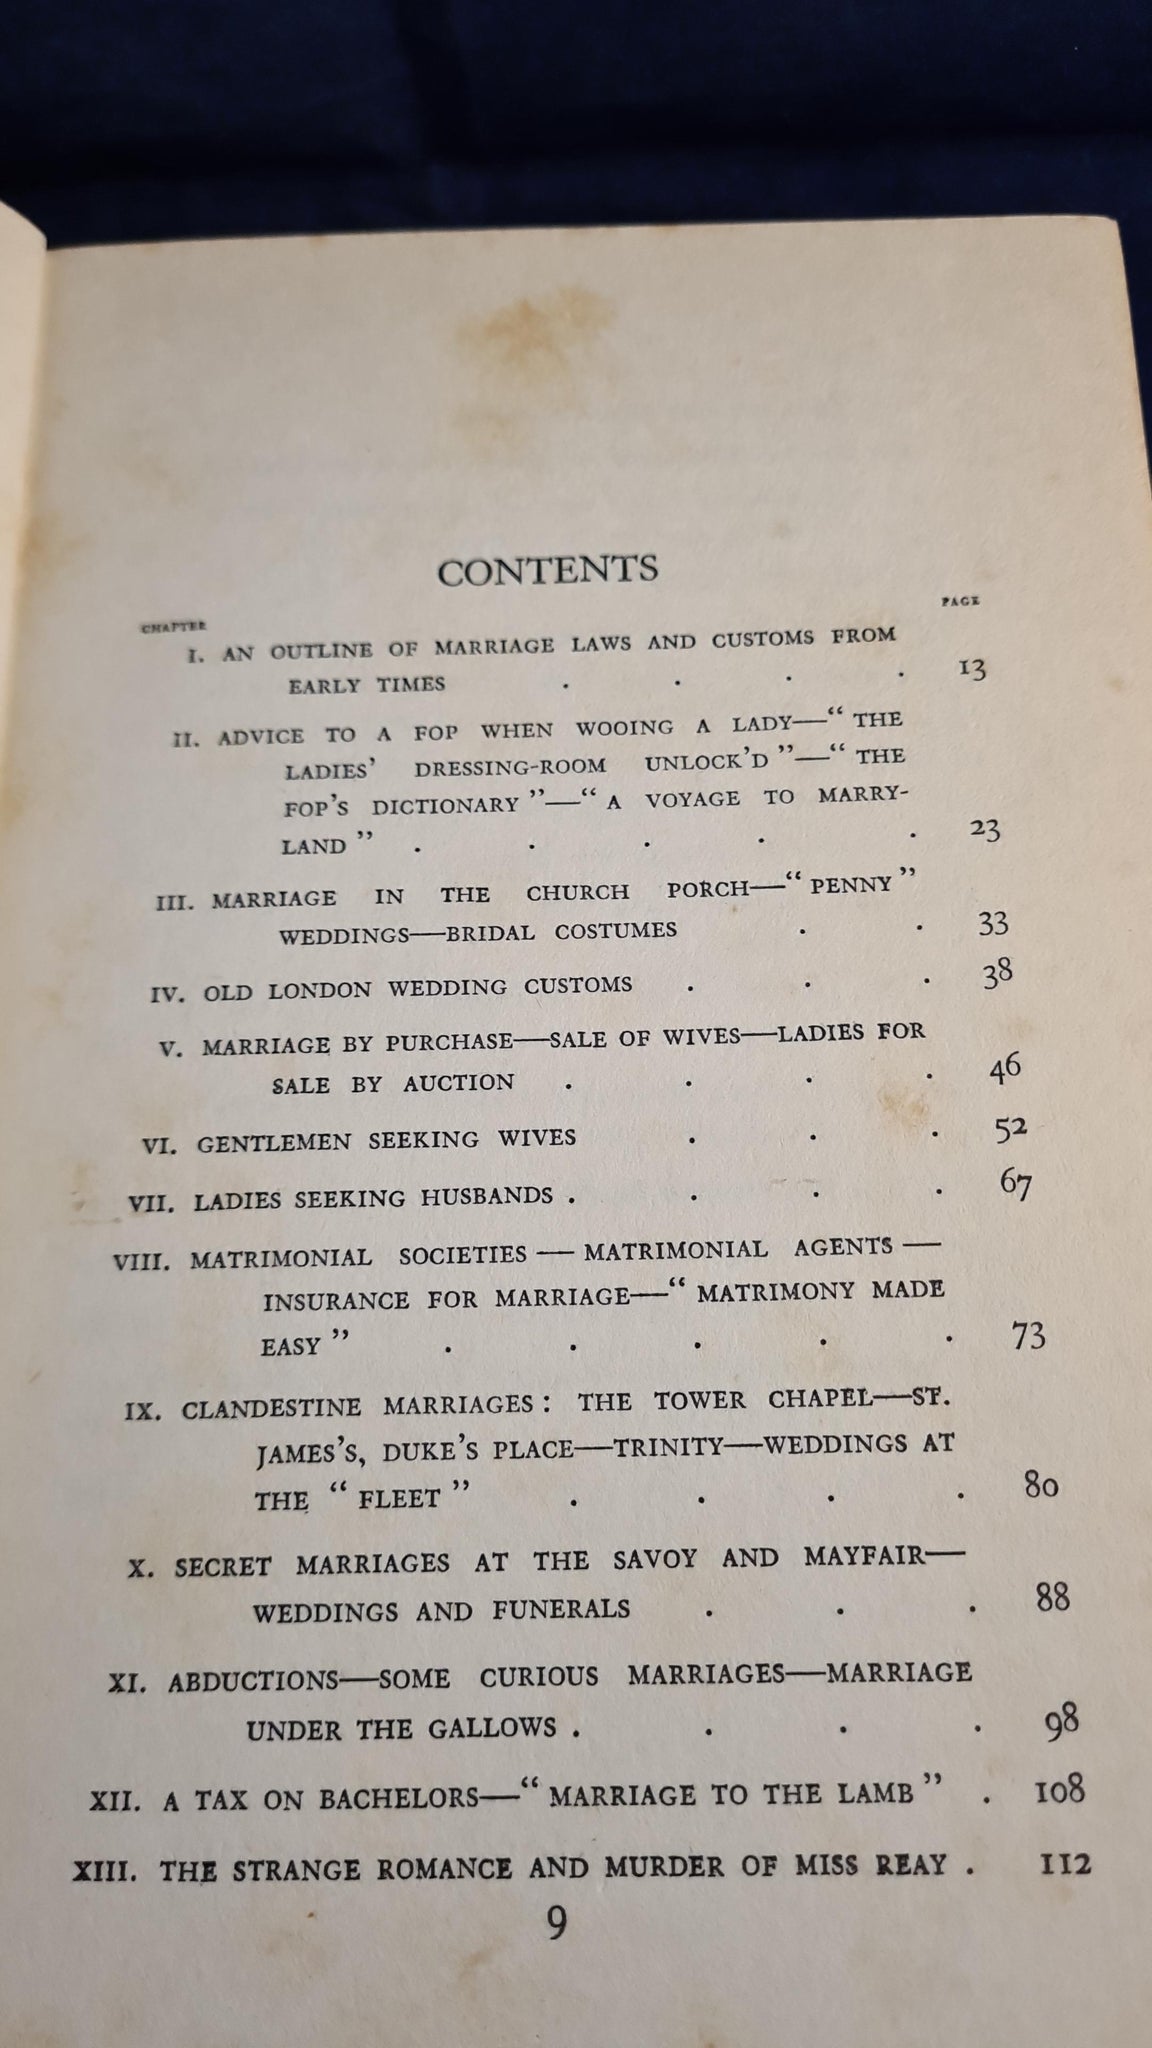 CONTENTS
CHAPTER PAGE
I. AN OUTLINE OF MARRIAGE LAWS AND CUSTOMS FROM
EARLY TIMES . . . . 13
II. ADVICE TO A FOP WHEN WOOING A LADY—“ THE
LADIES’ DRESSING-ROOM UNLOCK’D ”—“ THE
FOP’S DICTIONARY ”—“ A VOYAGE TO MARRY-
LAND ” . . . . . 23
III. MARRIAGE IN THE CHURCH PORCH—“ PENNY ”
WEDDINGS—BRIDAL COSTUMES . . 33
IV. OLD LONDON WEDDING CUSTOMS . . . 38
V. MARRIAGE BY PURCHASE—SALE OF WIVES—LADIES FOR
SALE BY AUCTION . . . . 46
VI. GENTLEMEN SEEKING WIVES . . . 52
VII. LADIES SEEKING HUSBANDS . . . . 67
VIII. MATRIMONIAL SOCIETIES — MATRIMONIAL AGENTS —
INSURANCE FOR MARRIAGE—“ MATRIMONY MADE
EASY ” . . . . . 73
IX. CLANDESTINE MARRIAGES : THE TOWER CHAPEL—ST.
JAMES’S, DUKE’S PLACE—TRINITY—WEDDINGS AT
THE “ FLEET ” . . . . 80
X. SECRET MARRIAGES AT THE SAVOY AND MAYFAIR—
WEDDINGS AND FUNERALS . . . 88
XI. ABDUCTIONS—SOME CURIOUS MARRIAGES—MARRIAGE
UNDER THE GALLOWS . . . . 98
XII. A TAX ON BACHELORS—“ MARRIAGE TO THE LAMB ” . 108
XIII. THE STRANGE ROMANCE AND MURDER OF MISS REAY . 112
9